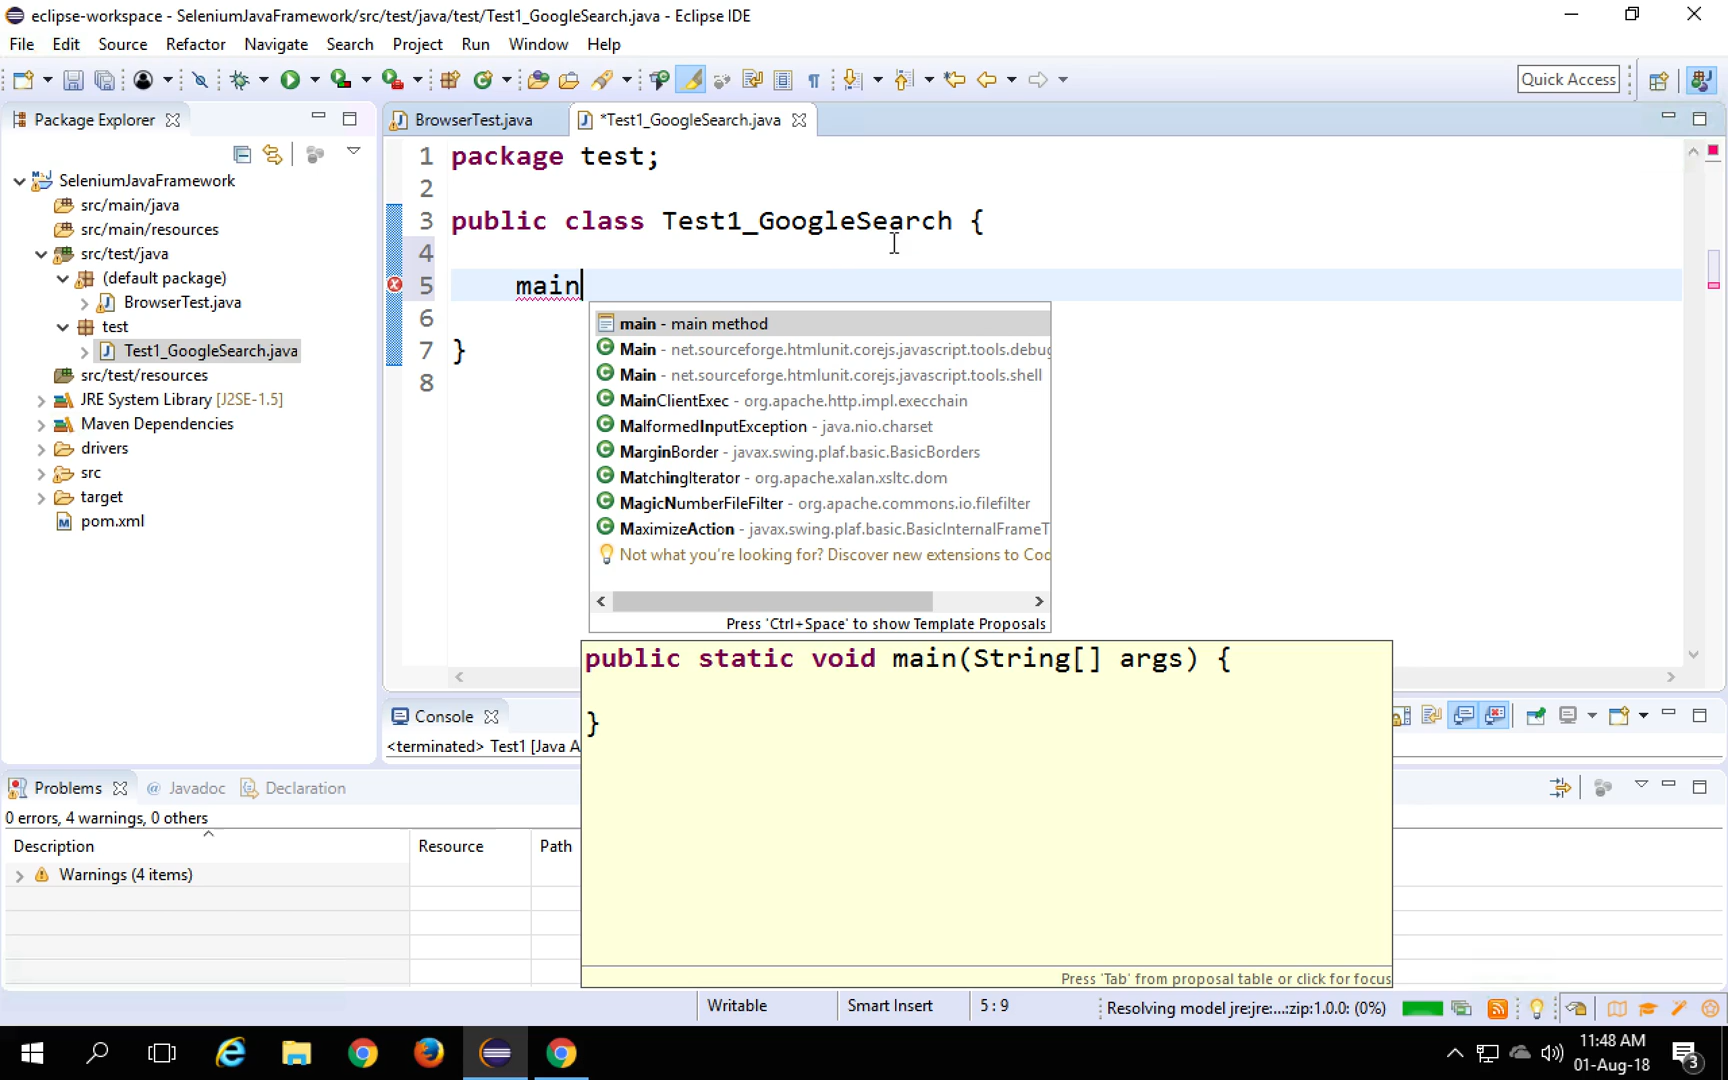 eclipse-workspace - SeleniumJavaFramework/src/test/java/test/Test1_GoogleSearch.java - Eclipse IDE
File Edit Source Refactor Navigate Search Project Run Window Help
Quick Access
Package Explorer
BrowserTest.java
*Test1_GoogleSearch.java
SeleniumJavaFramework
src/main/java
src/main/resources
src/test/java
(default package)
BrowserTest.java
test
Test1_GoogleSearch.java
src/test/resources
JRE System Library [J2SE-1.5]
Maven Dependencies
drivers
src
target
pom.xml
1 package test;
2
3 public class Test1_GoogleSearch {
4
5 main
6
7 }
8
main - main method
Main - net.sourceforge.htmlunit.corejs.javascript.tools.debug
Main - net.sourceforge.htmlunit.corejs.javascript.tools.shell
MainClientExec - org.apache.http.impl.execchain
MalformedInputException - java.nio.charset
MarginBorder - javax.swing.plaf.basic.BasicBorders
MatchingIterator - org.apache.xalan.xsltc.dom
MagicNumberFileFilter - org.apache.commons.io.filefilter
MaximizeAction - javax.swing.plaf.basic.BasicInternalFrameT
Not what you're looking for? Discover new extensions to Cod
Press 'Ctrl+Space' to show Template Proposals
public static void main(String[] args) {
}
Press 'Tab' from proposal table or click for focus
Console
<terminated> Test1 [Java A
Problems @ Javadoc Declaration
0 errors, 4 warnings, 0 others
Description Resource Path
Warnings (4 items)
Writable Smart Insert 5 : 9 Resolving model jre:jre:...:zip:1.0.0: (0%)
11:48 AM
01-Aug-18
3